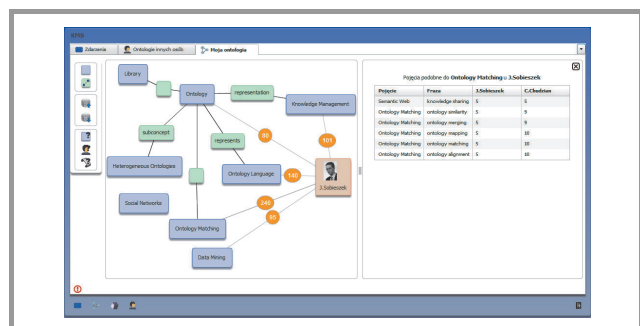 Zdarzenia
Ontologie innych osób
Moja ontologia
Library
Ontology
representation
Knowledge Management
subconcept
represents
80
101
Heterogeneous Ontologies
Ontology Language
140
J.Sobieszek
Social Networks
240
Ontology Matching
95
Data Mining
Pojęcia podobne do Ontology Matching u J.Sobieszek
Pojęcie Fraza J.Sobieszek C.Chudzian
Semantic Web knowledge sharing 5 5
Ontology Matching ontology similarity 5 9
Ontology Matching ontology merging 5 9
Ontology Matching ontology mapping 5 10
Ontology Matching ontology matching 5 10
Ontology Matching ontology alignment 5 10